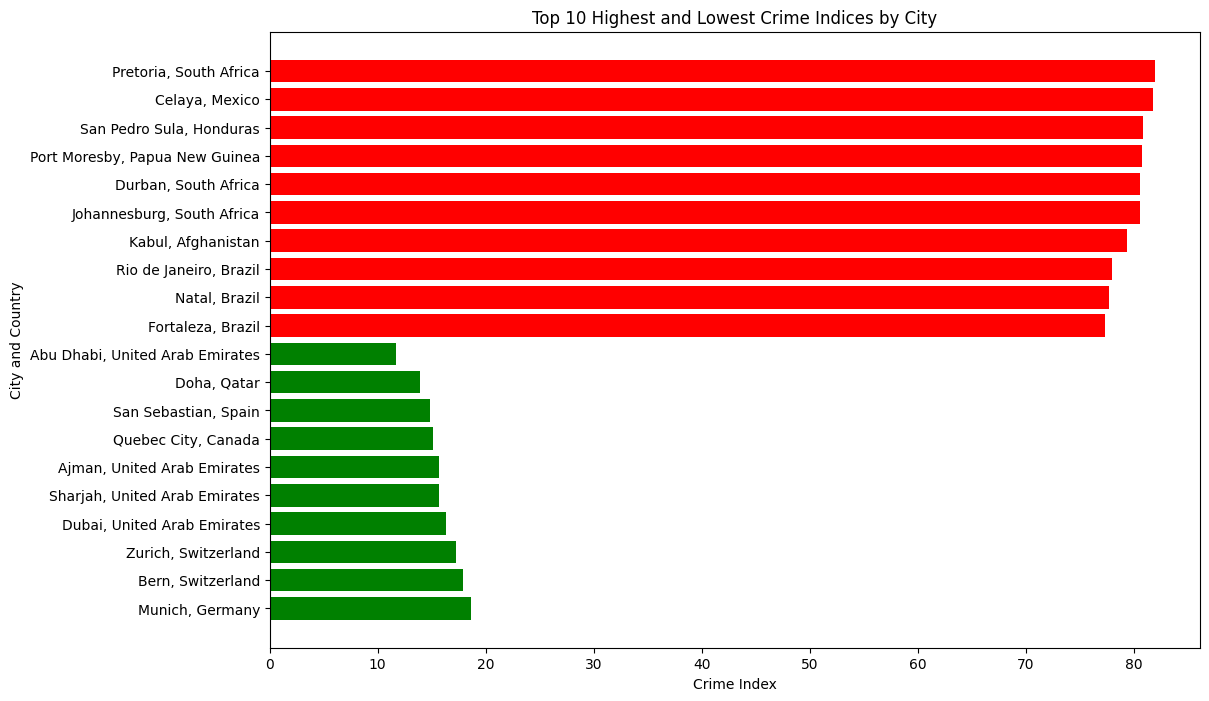 Top 10 Highest and Lowest Crime Indices by City
City and Country
Pretoria, South Africa
Celaya, Mexico
San Pedro Sula, Honduras
Port Moresby, Papua New Guinea
Durban, South Africa
Johannesburg, South Africa
Kabul, Afghanistan
Rio de Janeiro, Brazil
Natal, Brazil
Fortaleza, Brazil
Abu Dhabi, United Arab Emirates
Doha, Qatar
San Sebastian, Spain
Quebec City, Canada
Ajman, United Arab Emirates
Sharjah, United Arab Emirates
Dubai, United Arab Emirates
Zurich, Switzerland
Bern, Switzerland
Munich, Germany
0 10 20 30 40 50 60 70 80
Crime Index